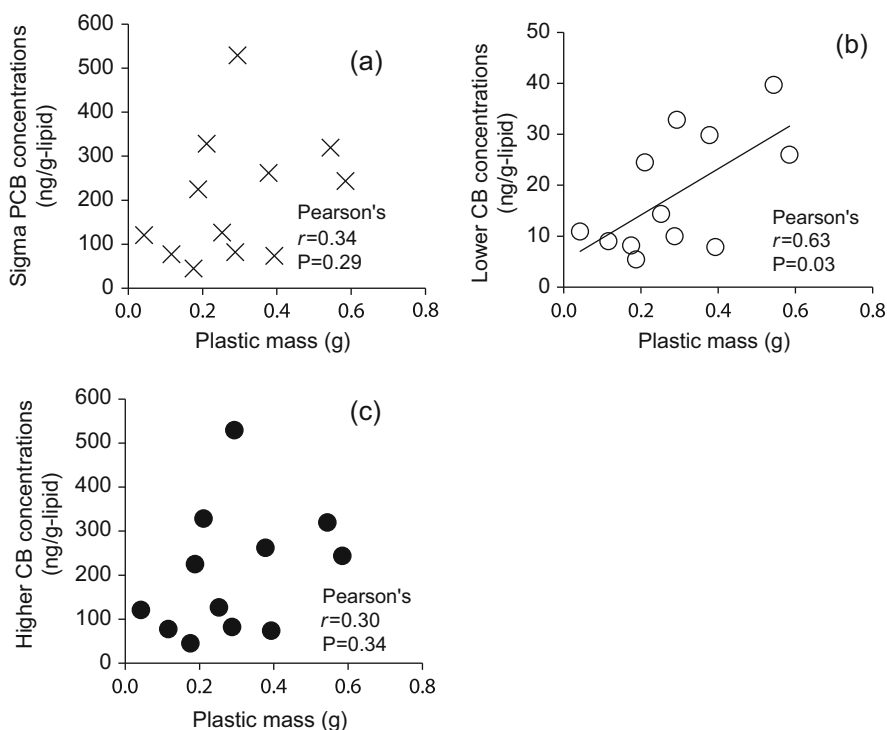 (a)
Sigma PCB concentrations
(ng/g-lipid)
600
500
400
300
200
100
0
Pearson's
r=0.34
P=0.29
0.0 0.2 0.4 0.6 0.8
Plastic mass (g)
(b)
Lower CB concentrations
(ng/g-lipid)
50
40
30
20
10
0
Pearson's
r=0.63
P=0.03
0.0 0.2 0.4 0.6 0.8
Plastic mass (g)
(c)
Higher CB concentrations
(ng/g-lipid)
600
500
400
300
200
100
0
Pearson's
r=0.30
P=0.34
0.0 0.2 0.4 0.6 0.8
Plastic mass (g)